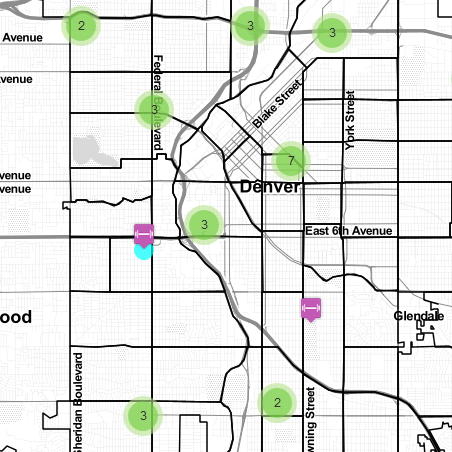 2
3
3
Avenue
Federal Boulevard
venue
3
Blake Street
York Street
7
venue
venue
Denver
3
East 6th Avenue
ood
Glendale
Sheridan Boulevard
wning Street
2
3